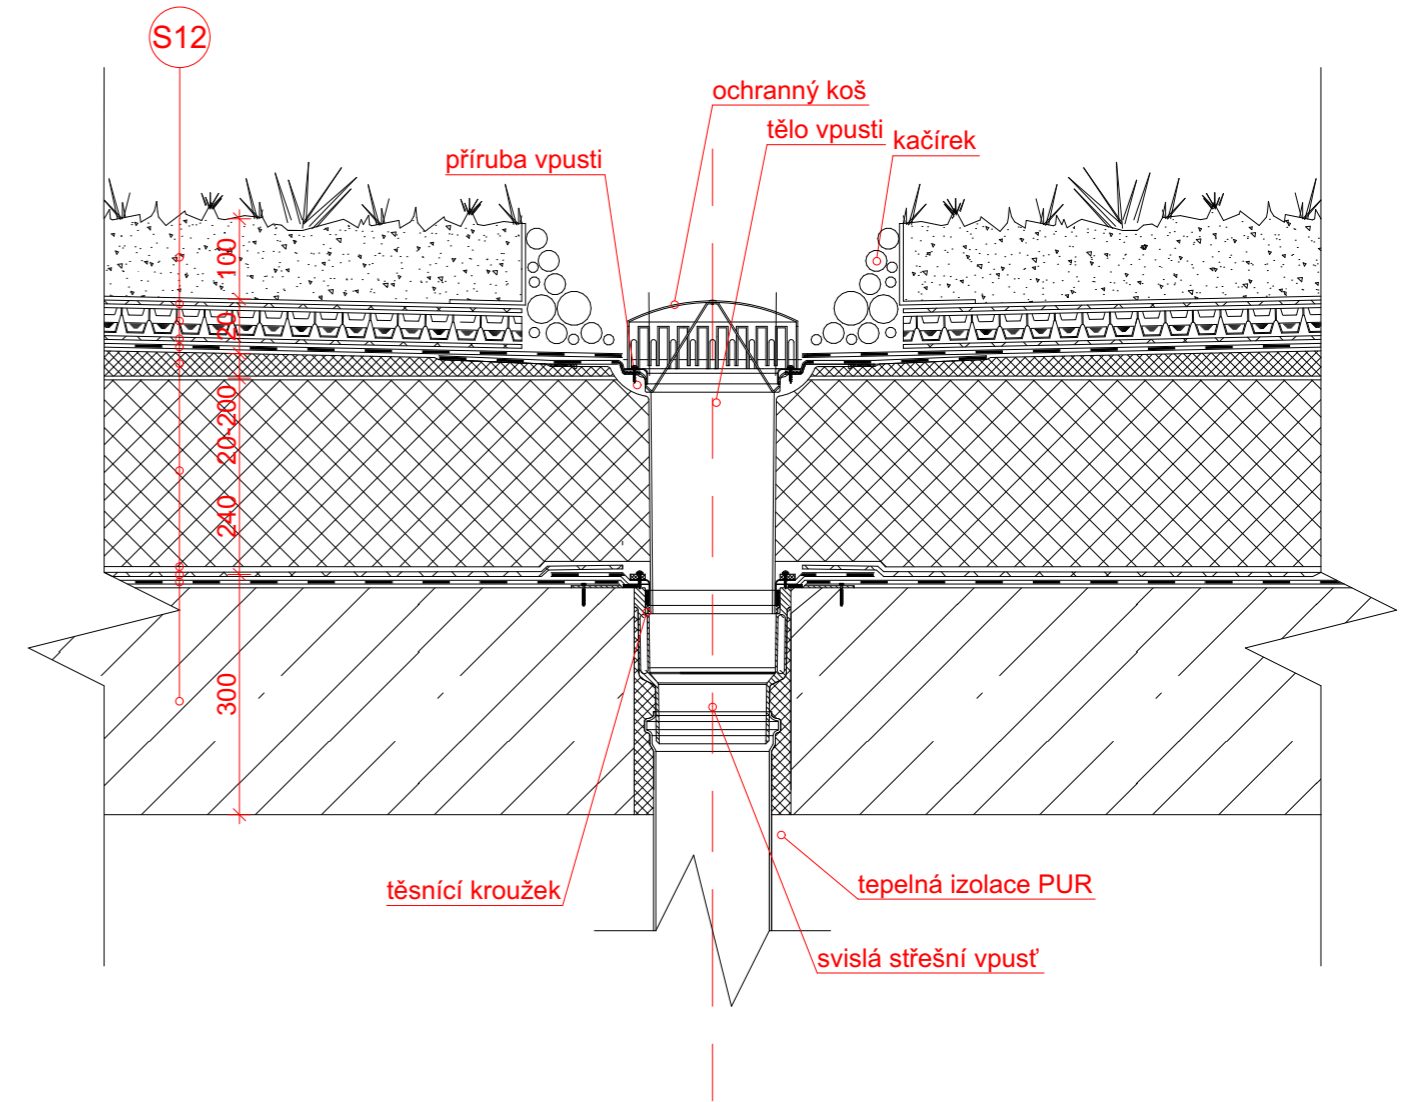 S12
ochranný koš
tělo vpusti
kačírek
příruba vpusti
100
20
20-200
240
300
těsnící kroužek
tepelná izolace PUR
svislá střešní vpusť